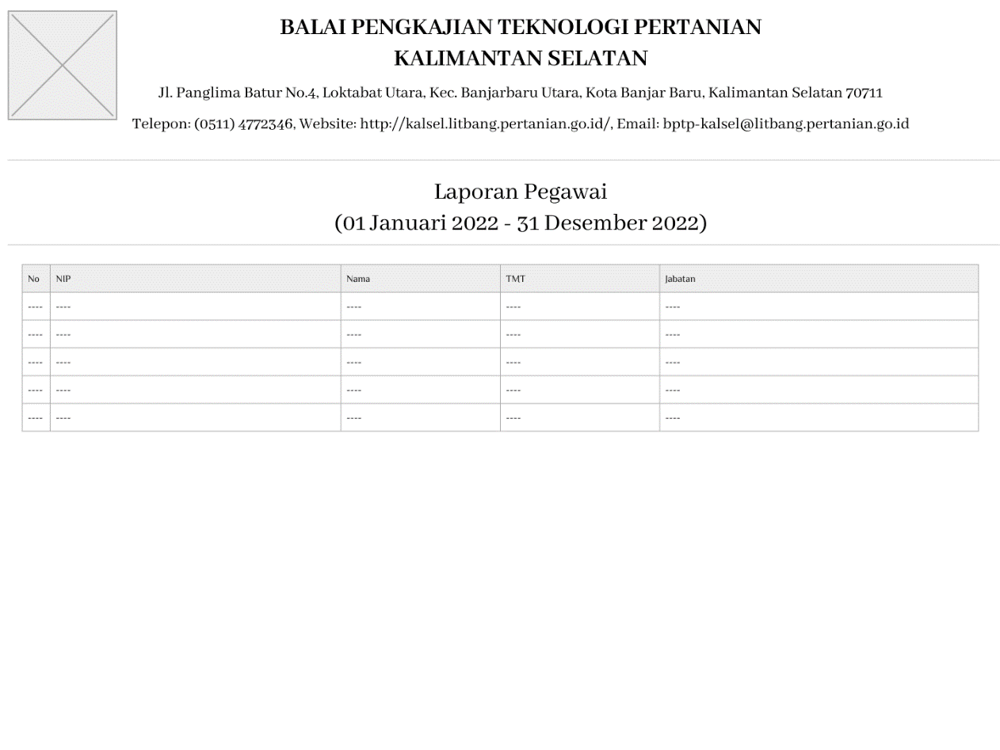 BALAI PENGKAJIAN TEKNOLOGI PERTANIAN
KALIMANTAN SELATAN
Jl. Panglima Batur No.4, Loktabat Utara, Kec. Banjarbaru Utara, Kota Banjar Baru, Kalimantan Selatan 70711
Telepon: (0511) 4772346, Website: http://kalsel.litbang.pertanian.go.id/, Email: bptp-kalsel@litbang.pertanian.go.id
Laporan Pegawai
(01 Januari 2022 - 31 Desember 2022)
No NIP Nama TMT Jabatan
---- ---- ---- ---- ----
---- ---- ---- ---- ----
---- ---- ---- ---- ----
---- ---- ---- ---- ----
---- ---- ---- ---- ----